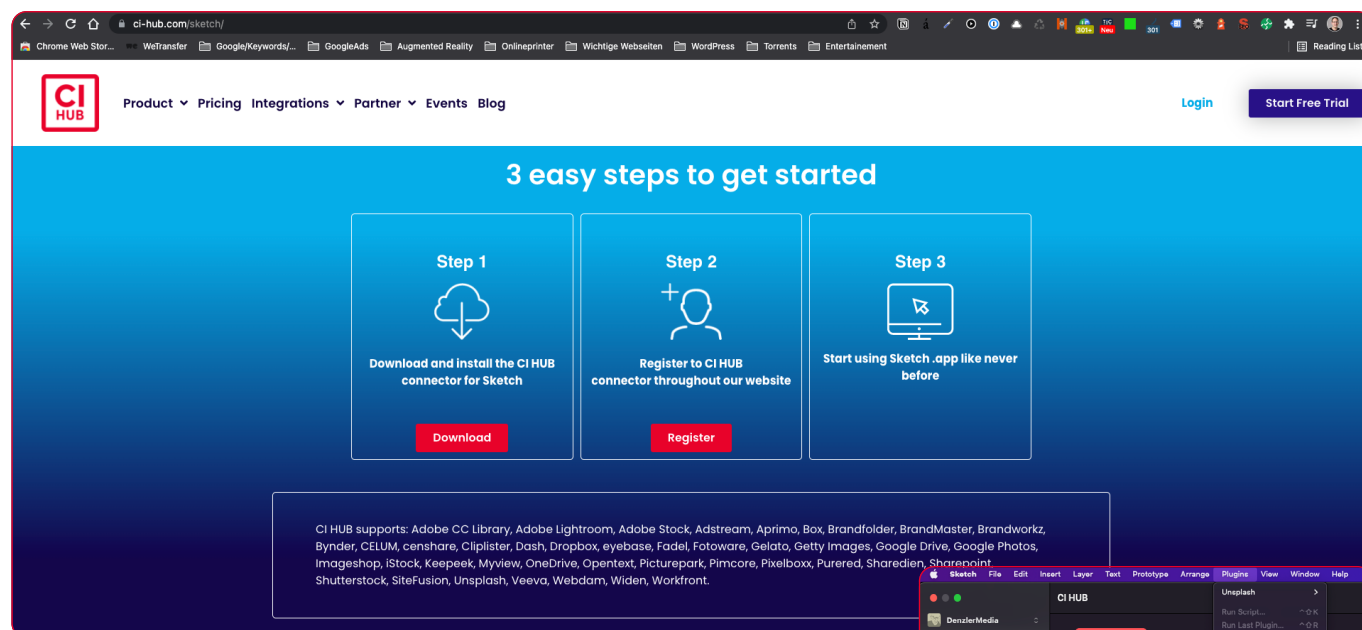 ci-hub.com/sketch/
301+
TIC
Neu
301
Chrome Web Stor...
WeTransfer
Google/Keywords/...
GoogleAds
Augmented Reality
Onlineprinter
Wichtige Webseiten
WordPress
Torrents
Entertainement
Reading List
CI
HUB
Product
Pricing
Integrations
Partner
Events
Blog
Login
Start Free Trial
3 easy steps to get started
Step 1
Download and install the CI HUB
connector for Sketch
Download
Step 2
Register to CI HUB
connector throughout our website
Register
Step 3
Start using Sketch .app like never
before
CI HUB supports: Adobe CC Library, Adobe Lightroom, Adobe Stock, Adstream, Aprimo, Box, Brandfolder, BrandMaster, Brandworkz,
Bynder, CELUM, censhare, Cliplister, Dash, Dropbox, eyebase, Fadel, Fotoware, Gelato, Getty Images, Google Drive, Google Photos,
Imageshop, iStock, Keepeek, Myview, OneDrive, Opentext, Picturepark, Pimcore, Pixelboxx, Purered, Sharedien, Sharepoint,
Shutterstock, SiteFusion, Unsplash, Veeva, Webdam, Widen, Workfront.
Sketch File Edit Insert Layer Text Prototype Arrange Plugins View Window Help
DenzlerMedia
CI HUB
Unsplash
Run Script... ^⇧K
Run Last Plugin... ^⇧R